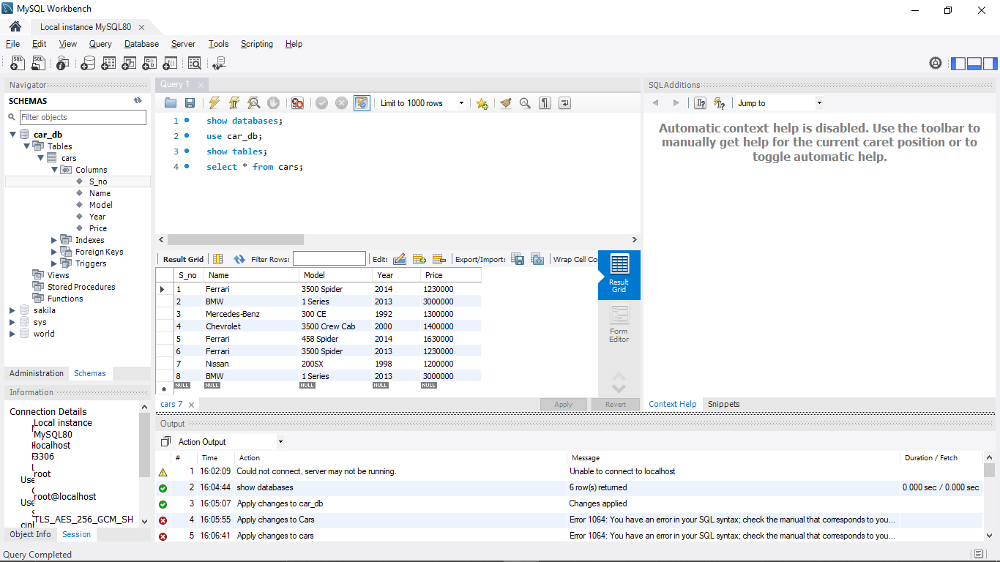 MySQL Workbench
Local instance MySQL80
File Edit View Query Database Server Tools Scripting Help
Navigator
SCHEMAS
Filter objects
car_db
Tables
cars
Columns
S_no
Name
Model
Year
Price
Indexes
Foreign Keys
Triggers
Views
Stored Procedures
Functions
sakila
sys
world
Administration Schemas
Information
Connection Details
Local instance
MySQL80
localhost
3306
root
Use
root@localhost
Use
TLS_AES_256_GCM_SH
Object Info Session
Query 1
Limit to 1000 rows
1 show databases;
2 use car_db;
3 show tables;
4 select * from cars;
Result Grid Filter Rows: Edit: Export/Import: Wrap Cell Co
S_no Name Model Year Price
1 Ferrari 3500 Spider 2014 1230000
2 BMW 1 Series 2013 3000000
3 Mercedes-Benz 300 CE 1992 1300000
4 Chevrolet 3500 Crew Cab 2000 1400000
5 Ferrari 458 Spider 2014 1630000
6 Ferrari 3500 Spider 2013 1230000
7 Nissan 200SX 1998 1200000
8 BMW 1 Series 2013 3000000
NULL NULL NULL NULL NULL
Result
Grid
Form
Editor
cars 7 Apply Revert
SQLAdditions
Jump to
Automatic context help is disabled. Use the toolbar to
manually get help for the current caret position or to
toggle automatic help.
Context Help Snippets
Output
Action Output
# Time Action Message Duration / Fetch
1 16:02:09 Could not connect, server may not be running. Unable to connect to localhost
2 16:04:44 show databases 6 row(s) returned 0.000 sec / 0.000 sec
3 16:05:07 Apply changes to car_db Changes applied
4 16:05:55 Apply changes to Cars Error 1064: You have an error in your SQL syntax; check the manual that corresponds to you...
5 16:06:41 Apply changes to cars Error 1064: You have an error in your SQL syntax; check the manual that corresponds to you...
Query Completed